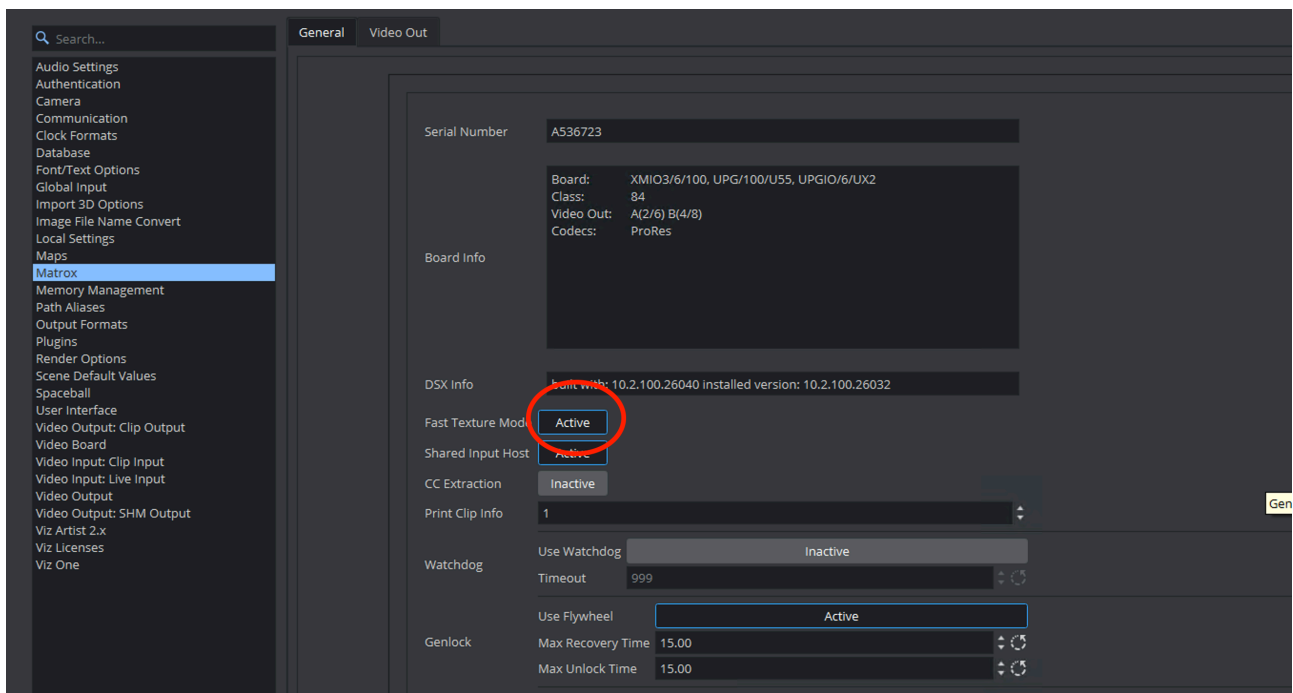 Search...
General
Video Out
Audio Settings
Authentication
Camera
Communication
Clock Formats
Database
Font/Text Options
Global Input
Import 3D Options
Image File Name Convert
Local Settings
Maps
Matrox
Memory Management
Path Aliases
Output Formats
Plugins
Render Options
Scene Default Values
Spaceball
User Interface
Video Output: Clip Output
Video Board
Video Input: Clip Input
Video Input: Live Input
Video Output
Video Output: SHM Output
Viz Artist 2.x
Viz Licenses
Viz One
Serial Number A536723
Board Info
Board: XMIO3/6/100, UPG/100/U55, UPGIO/6/UX2
Class: 84
Video Out: A(2/6) B(4/8)
Codecs: ProRes
DSX Info built with: 10.2.100.26040 installed version: 10.2.100.26032
Fast Texture Mode Active
Shared Input Host Active
CC Extraction Inactive
Print Clip Info 1
Watchdog
Use Watchdog Inactive
Timeout 999
Genlock
Use Flywheel Active
Max Recovery Time 15.00
Max Unlock Time 15.00
Gen